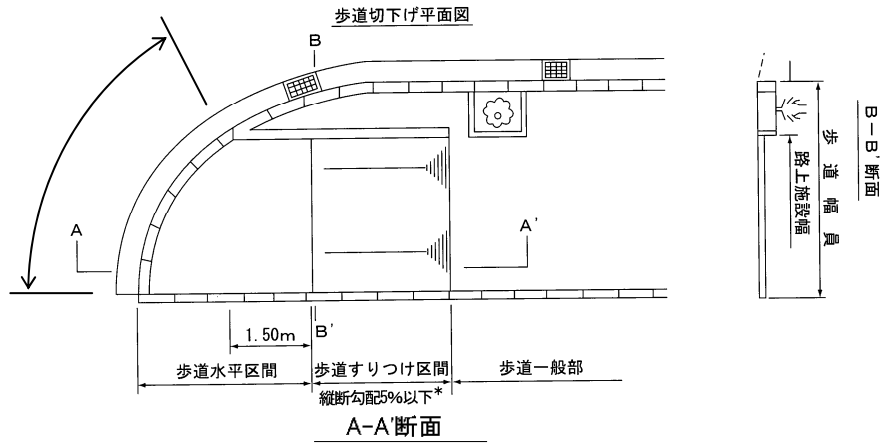 歩道切下げ平面図
B
A
A'
B'
1.50m
歩道水平区間
歩道すりつけ区間
歩道一般部
縦断勾配5%以下*
A-A'断面
路上施設幅
歩道幅員
B-B'断面